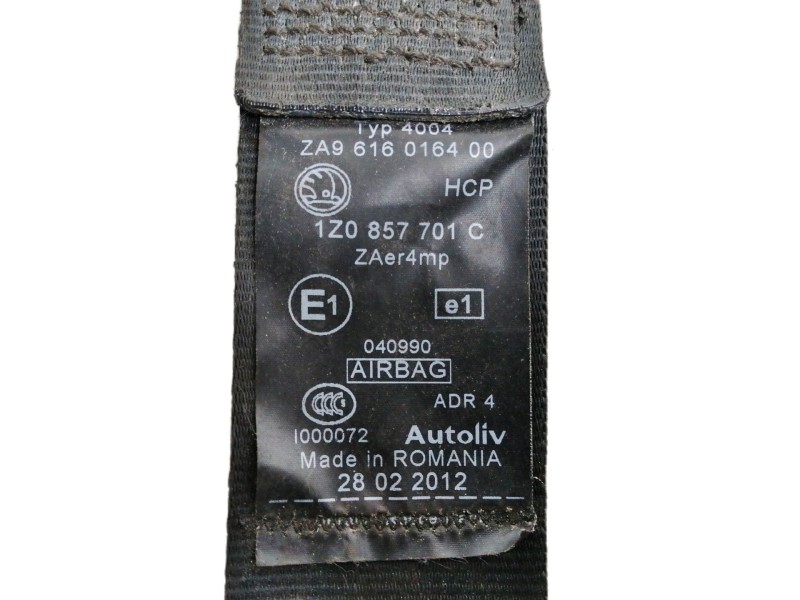 Typ 4004
ZA9 616 0164 00
HCP
1Z0 857 701 C
ZAer4mp
E1 e1
040990
AIRBAG
CCC S ADR 4
I000072 Autoliv
Made in ROMANIA
28 02 2012